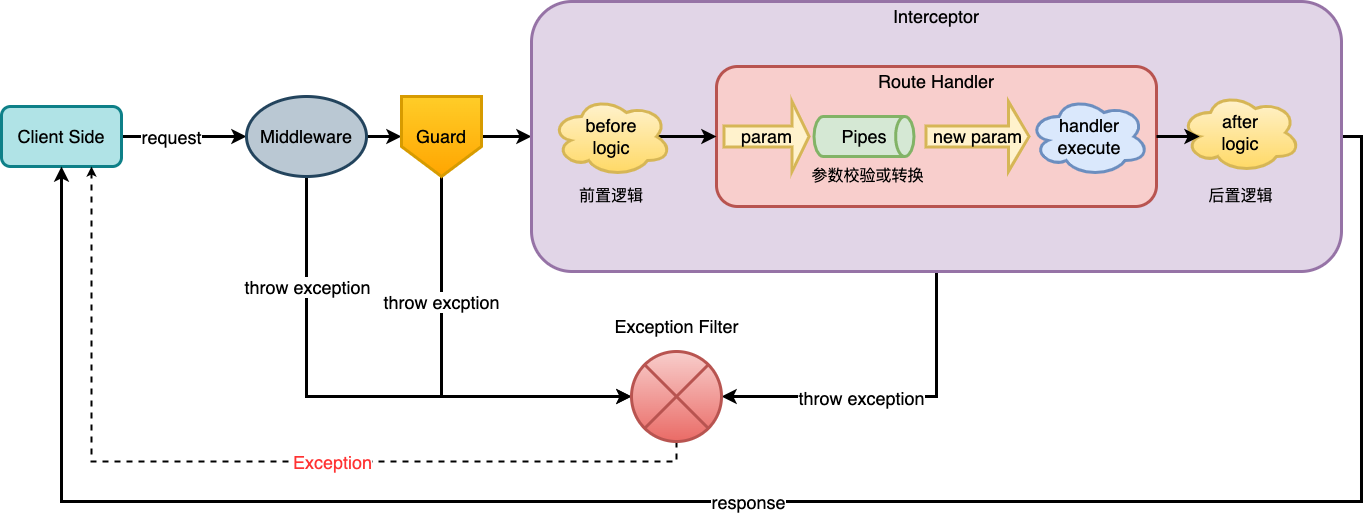 Interceptor
Route Handler
Client Side
request
Middleware
Guard
before
logic
前置逻辑
param
Pipes
参数校验或转换
new param
handler
execute
after
logic
后置逻辑
throw exception
throw excption
Exception Filter
throw exception
Exception
response